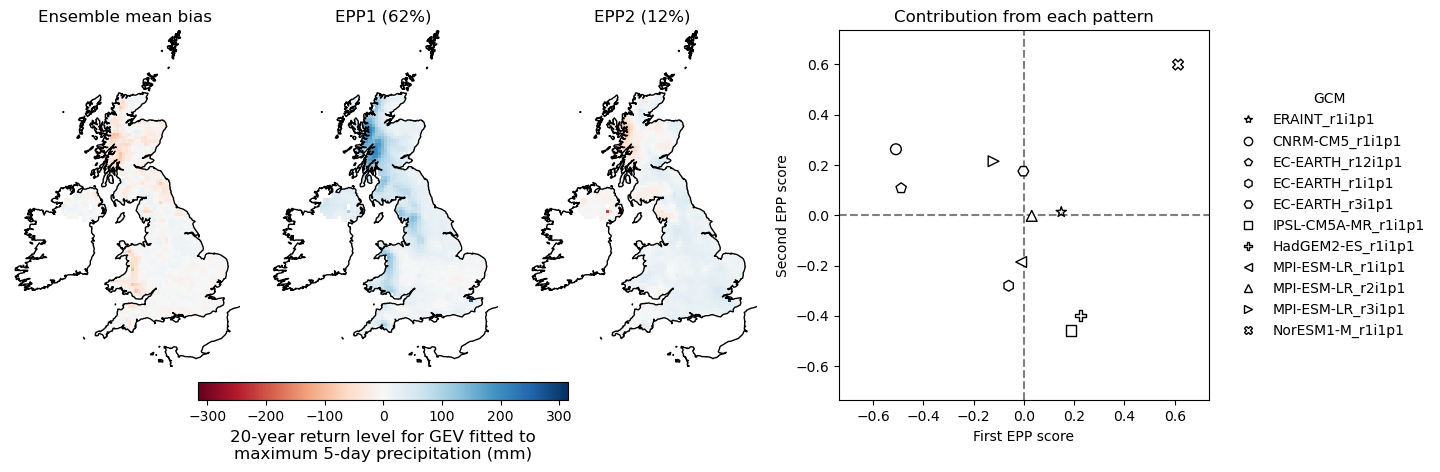 Ensemble mean bias
EPP1 (62%)
EPP2 (12%)
Contribution from each pattern
0.6
0.4
0.2
0.0
−0.2
−0.4
−0.6
Second EPP score
−0.6
−0.4
−0.2
0.0
0.2
0.4
0.6
First EPP score
GCM
ERAINT_r1i1p1
CNRM-CM5_r1i1p1
EC-EARTH_r12i1p1
EC-EARTH_r1i1p1
EC-EARTH_r3i1p1
IPSL-CM5A-MR_r1i1p1
HadGEM2-ES_r1i1p1
MPI-ESM-LR_r1i1p1
MPI-ESM-LR_r2i1p1
MPI-ESM-LR_r3i1p1
NorESM1-M_r1i1p1
−300
−200
−100
0
100
200
300
20-year return level for GEV fitted to
maximum 5-day precipitation (mm)